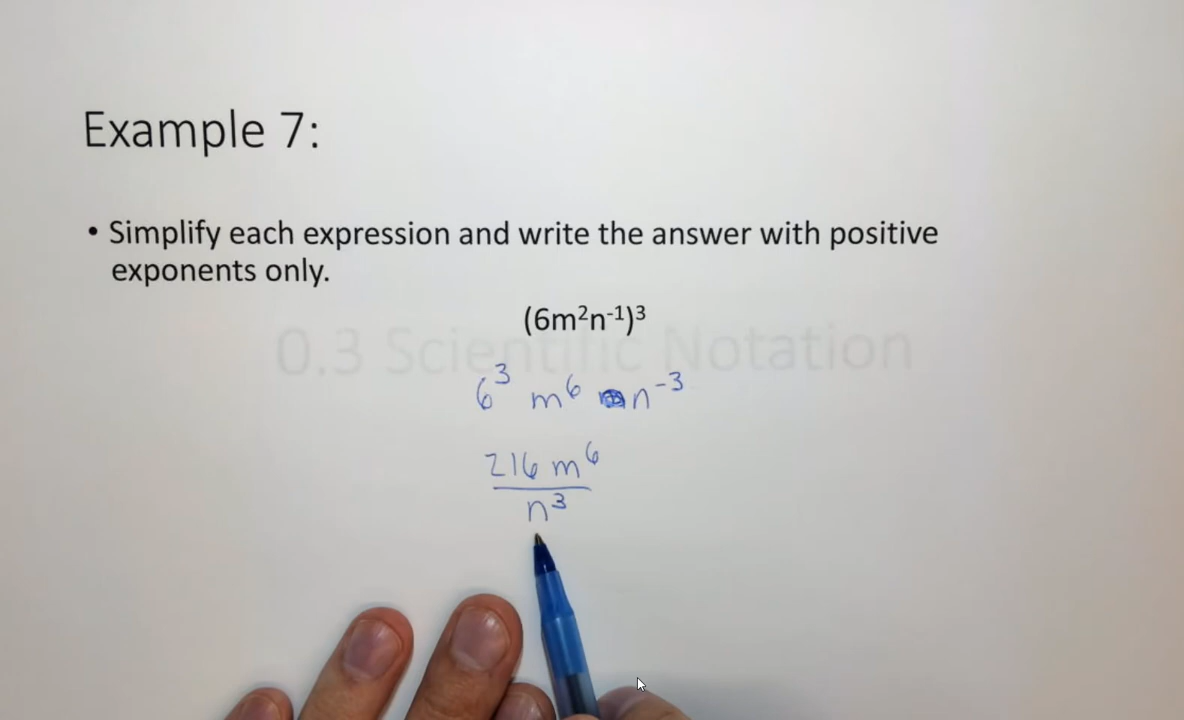 Example 7:
• Simplify each expression and write the answer with positive
exponents only.
(6m²n⁻¹)³
0.3 Scientific Notation
6³ m⁶ n⁻³
216 m⁶
n³